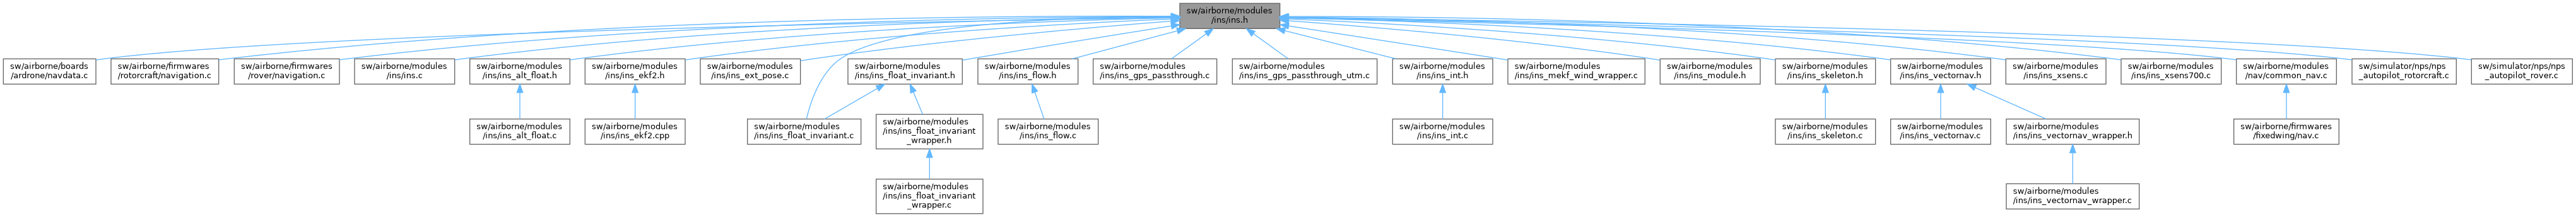 sw/airborne/modules
/ins/ins.h
sw/airborne/boards
/ardrone/navdata.c
sw/airborne/firmwares
/rotorcraft/navigation.c
sw/airborne/firmwares
/rover/navigation.c
sw/airborne/modules
/ins/ins.c
sw/airborne/modules
/ins/ins_alt_float.h
sw/airborne/modules
/ins/ins_ekf2.h
sw/airborne/modules
/ins/ins_ext_pose.c
sw/airborne/modules
/ins/ins_float_invariant.h
sw/airborne/modules
/ins/ins_flow.h
sw/airborne/modules
/ins/ins_gps_passthrough.c
sw/airborne/modules
/ins/ins_gps_passthrough_utm.c
sw/airborne/modules
/ins/ins_int.h
sw/airborne/modules
/ins/ins_mekf_wind_wrapper.c
sw/airborne/modules
/ins/ins_module.h
sw/airborne/modules
/ins/ins_skeleton.h
sw/airborne/modules
/ins/ins_vectornav.h
sw/airborne/modules
/ins/ins_xsens.c
sw/airborne/modules
/ins/ins_xsens700.c
sw/airborne/modules
/nav/common_nav.c
sw/simulator/nps/nps
_autopilot_rotorcraft.c
sw/simulator/nps/nps
_autopilot_rover.c
sw/airborne/modules
/ins/ins_alt_float.c
sw/airborne/modules
/ins/ins_ekf2.cpp
sw/airborne/modules
/ins/ins_float_invariant.c
sw/airborne/modules
/ins/ins_float_invariant
_wrapper.h
sw/airborne/modules
/ins/ins_flow.c
sw/airborne/modules
/ins/ins_int.c
sw/airborne/modules
/ins/ins_skeleton.c
sw/airborne/modules
/ins/ins_vectornav.c
sw/airborne/modules
/ins/ins_vectornav_wrapper.h
sw/airborne/firmwares
/fixedwing/nav.c
sw/airborne/modules
/ins/ins_float_invariant
_wrapper.c
sw/airborne/modules
/ins/ins_vectornav_wrapper.c